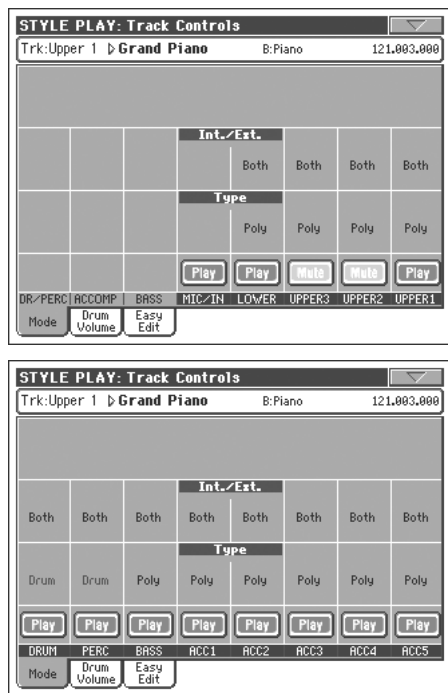 STYLE PLAY: Track Controls
Trk:Upper 1 ▷Grand Piano B:Piano 121.003.000
Int./Ext.
Both Both Both Both
Type
Poly Poly Poly Poly
Play Play Mute Mute Play
DR/PERC ACCOMP BASS MIC/IN LOWER UPPER3 UPPER2 UPPER1
Mode Drum Volume Easy Edit
STYLE PLAY: Track Controls
Trk:Upper 1 ▷Grand Piano B:Piano 121.003.000
Int./Ext.
Both Both Both Both Both Both Both Both
Type
Drum Drum Poly Poly Poly Poly Poly Poly
Play Play Play Play Play Play Play Play
DRUM PERC BASS ACC1 ACC2 ACC3 ACC4 ACC5
Mode Drum Volume Easy Edit